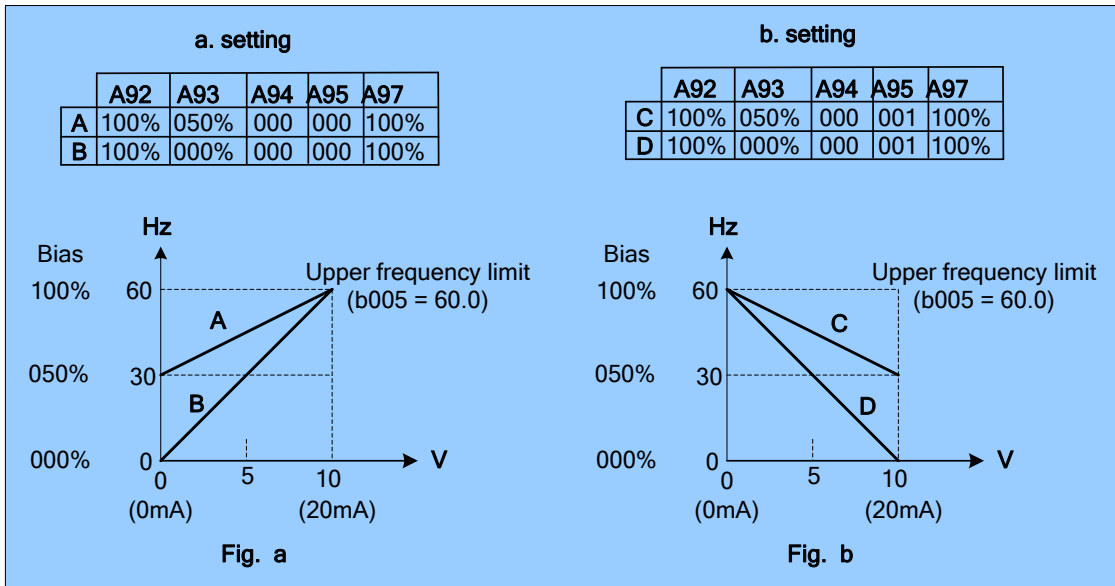 a. setting
A92 A93 A94 A95 A97
A 100% 050% 000 000 100%
B 100% 000% 000 000 100%
Hz
Bias
100% 60
Upper frequency limit
(b005 = 60.0)
A
050% 30
B
000% 0
V
0 5 10
(0mA) (20mA)
Fig. a
b. setting
A92 A93 A94 A95 A97
C 100% 050% 000 001 100%
D 100% 000% 000 001 100%
Hz
Bias
100% 60
Upper frequency limit
(b005 = 60.0)
C
050% 30
D
000% 0
V
0 5 10
(0mA) (20mA)
Fig. b